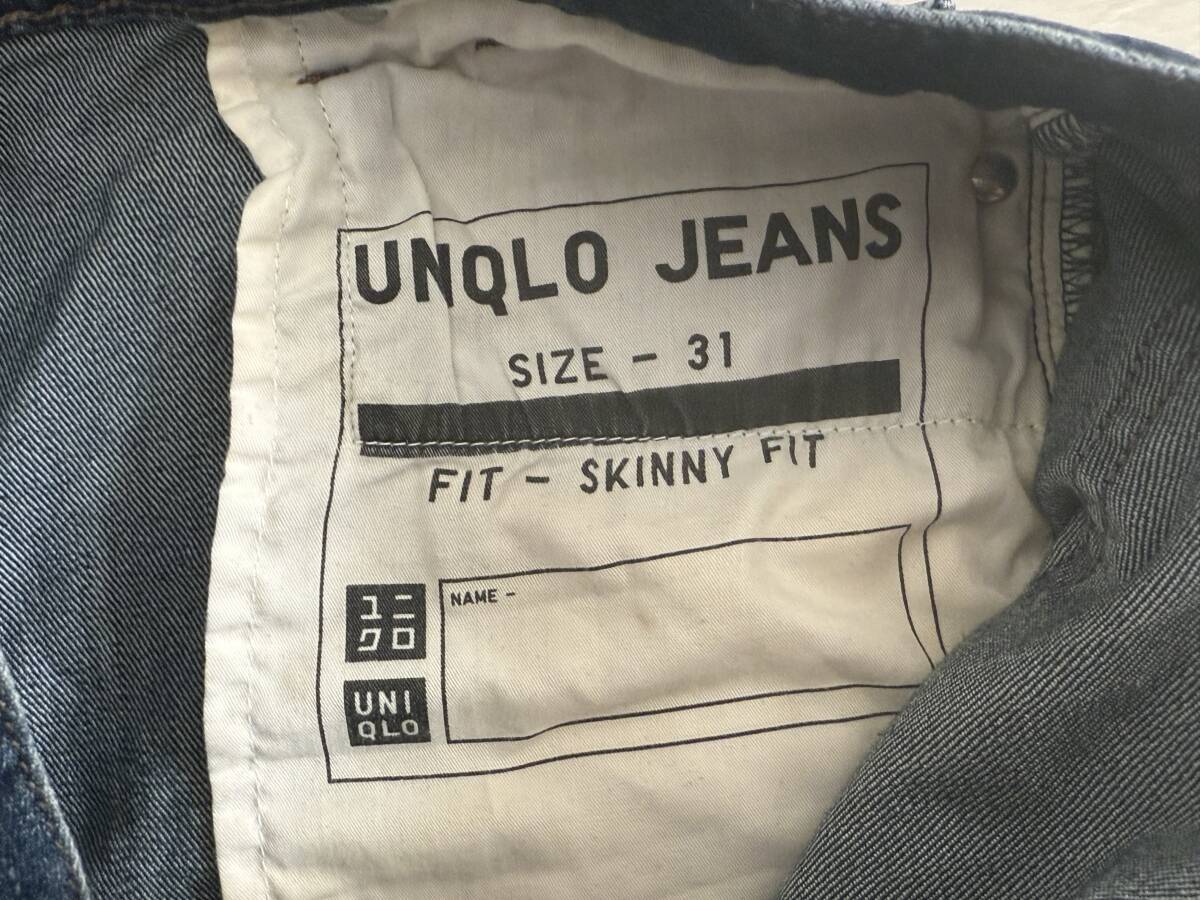 UNQLO JEANS
SIZE - 31
FIT - SKINNY FIT
NAME -
ユニ
クロ
UNI
QLO